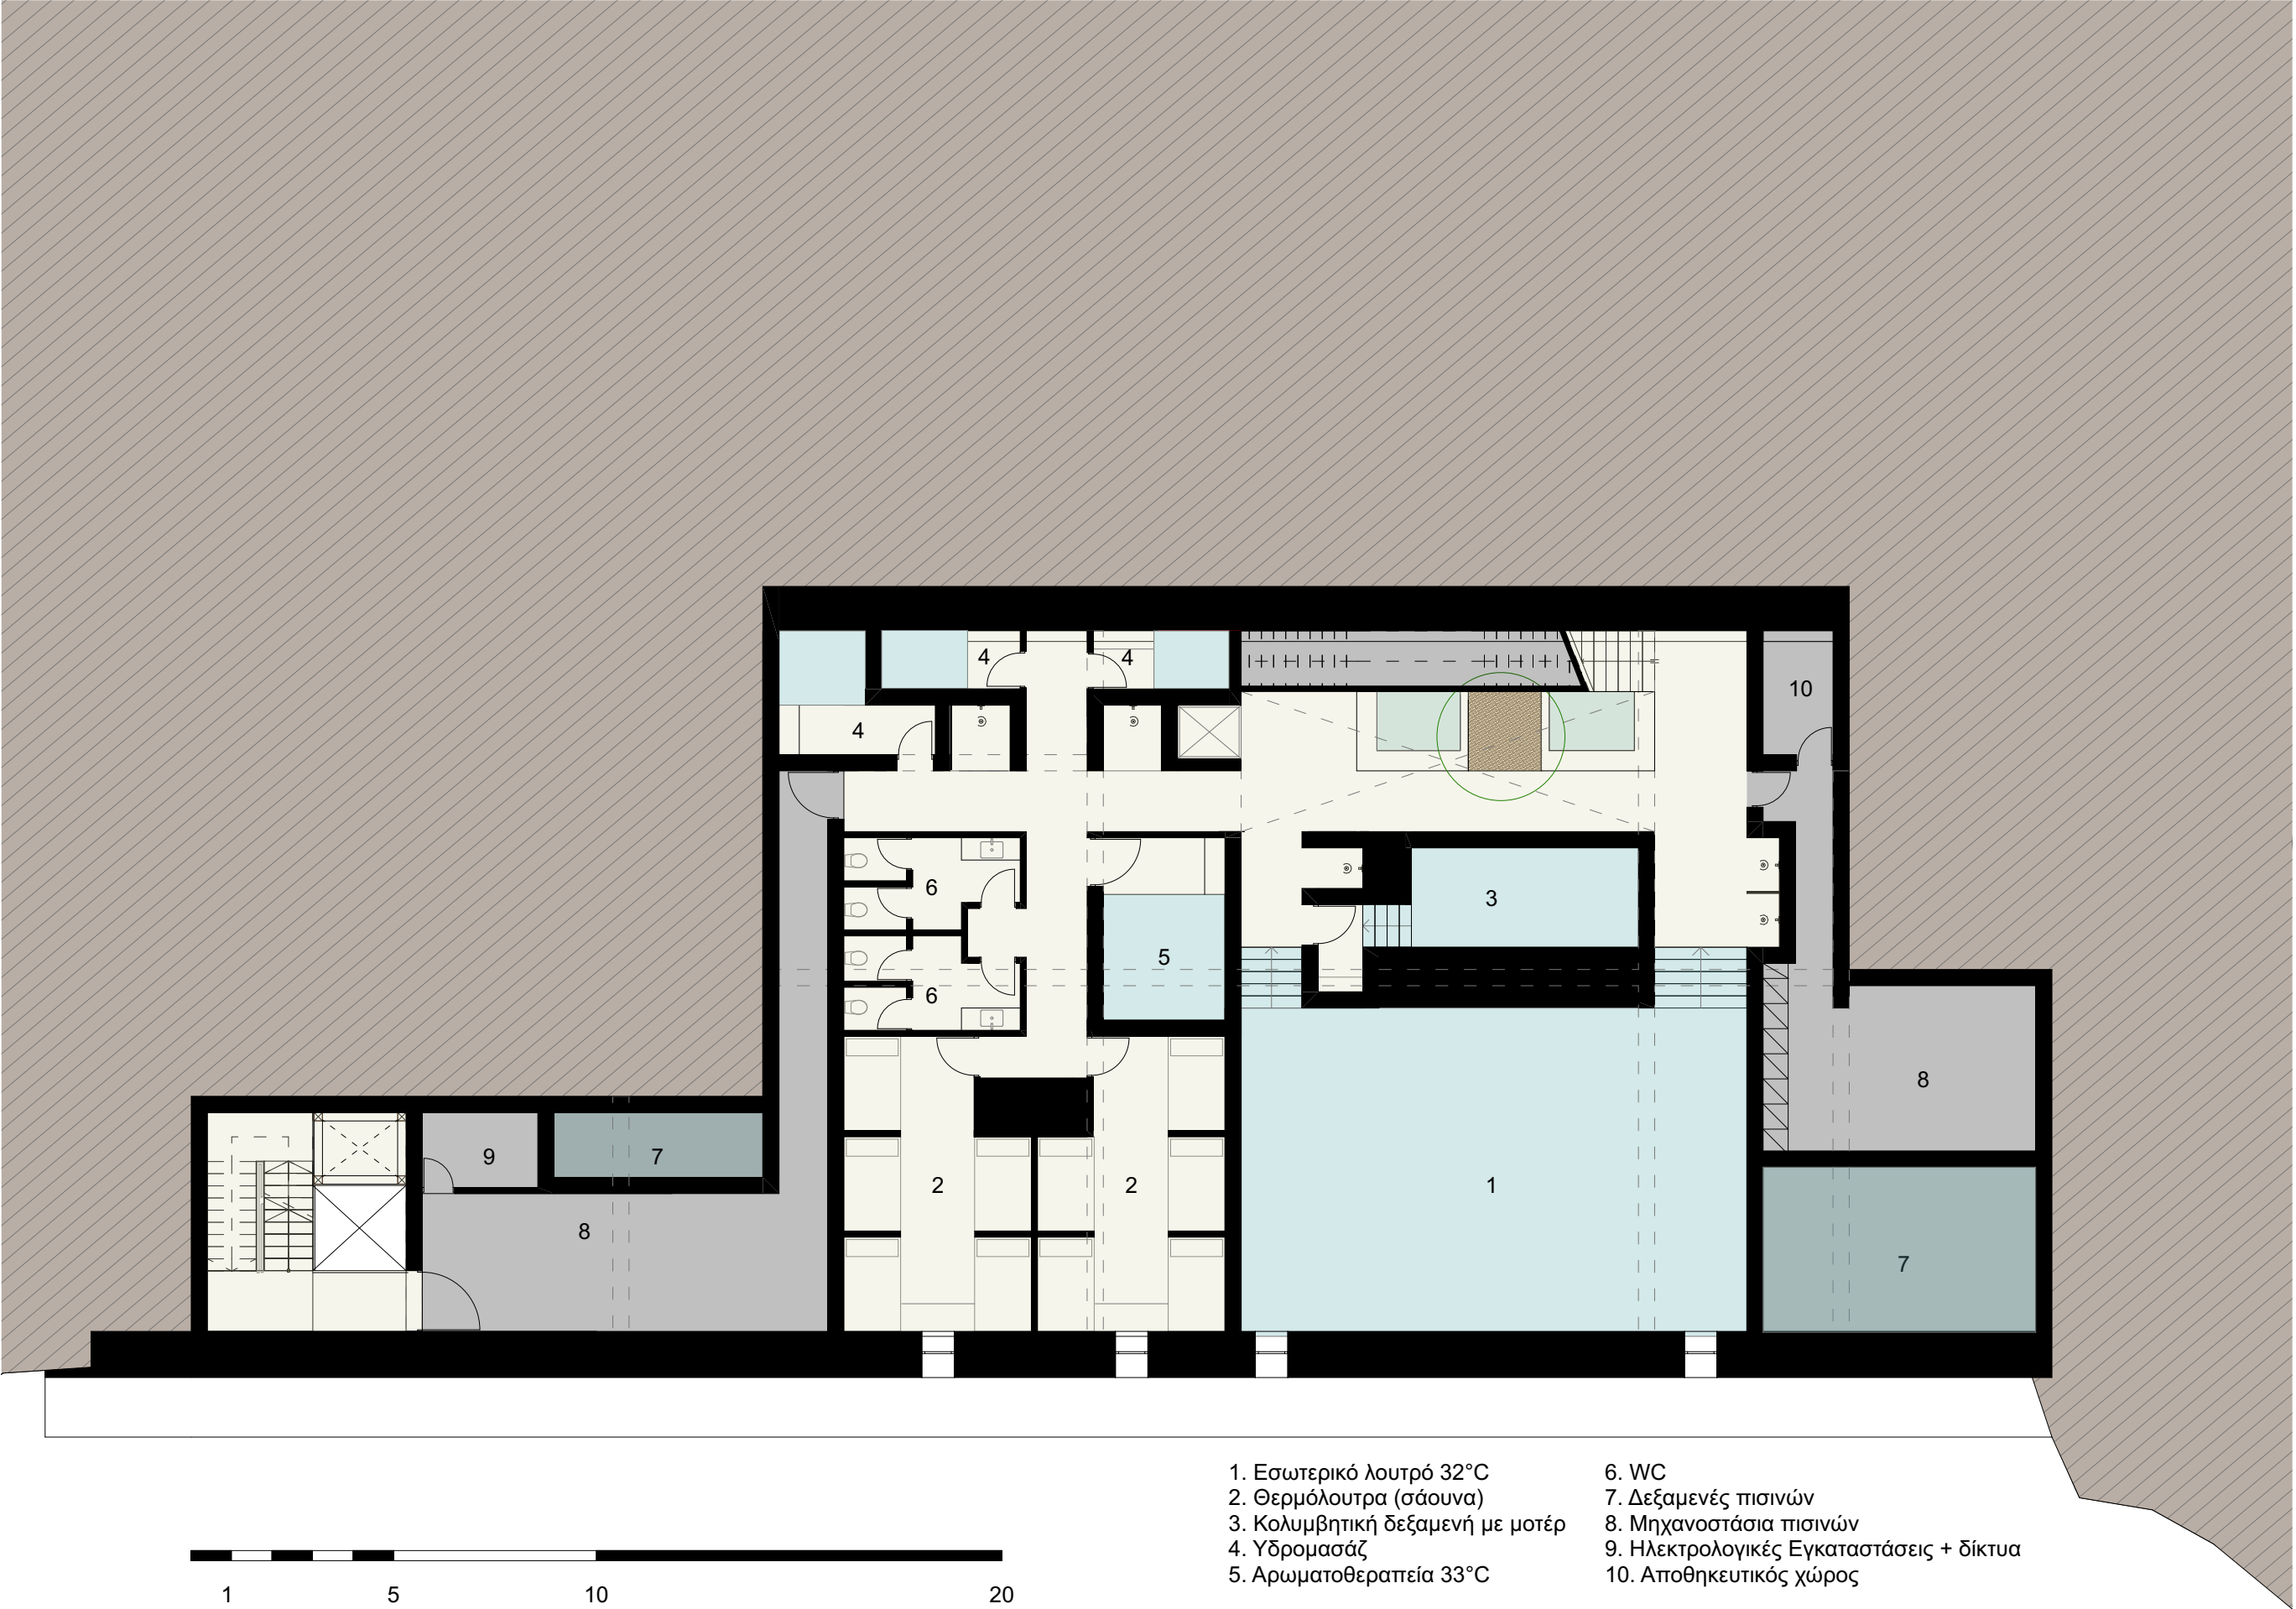 4
4
10
4
6
3
5
6
8
9
7
2
2
1
8
7
1. Εσωτερικό λουτρό 32°C
2. Θερμόλουτρα (σάουνα)
3. Κολυμβητική δεξαμενή με μοτέρ
4. Υδρομασάζ
5. Αρωματοθεραπεία 33°C
6. WC
7. Δεξαμενές πισινών
8. Μηχανοστάσια πισινών
9. Ηλεκτρολογικές Εγκαταστάσεις + δίκτυα
10. Αποθηκευτικός χώρος
1 5 10 20